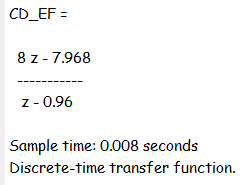 CD_EF =
8 z - 7.968
-----------
z - 0.96
Sample time: 0.008 seconds
Discrete-time transfer function.